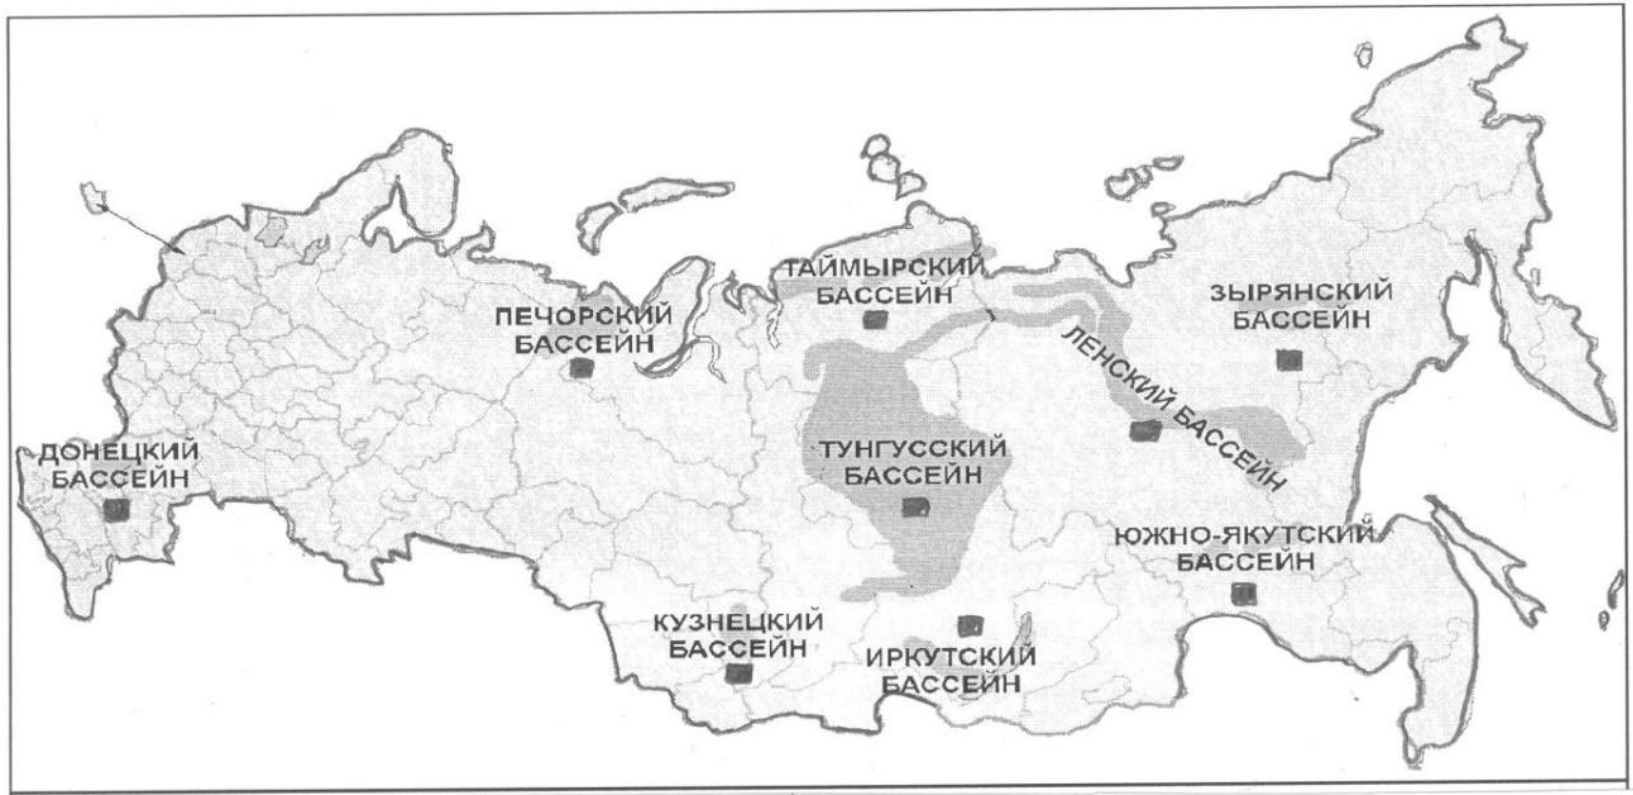 ТАЙМЫРСКИЙ
БАССЕЙН
ЗЫРЯНСКИЙ
БАССЕЙН
ПЕЧОРСКИЙ
БАССЕЙН
ЛЕНСКИЙ БАССЕЙН
ДОНЕЦКИЙ
БАССЕЙН
ТУНГУССКИЙ
БАССЕЙН
ЮЖНО-ЯКУТСКИЙ
БАССЕЙН
КУЗНЕЦКИЙ
БАССЕЙН
ИРКУТСКИЙ
БАССЕЙН